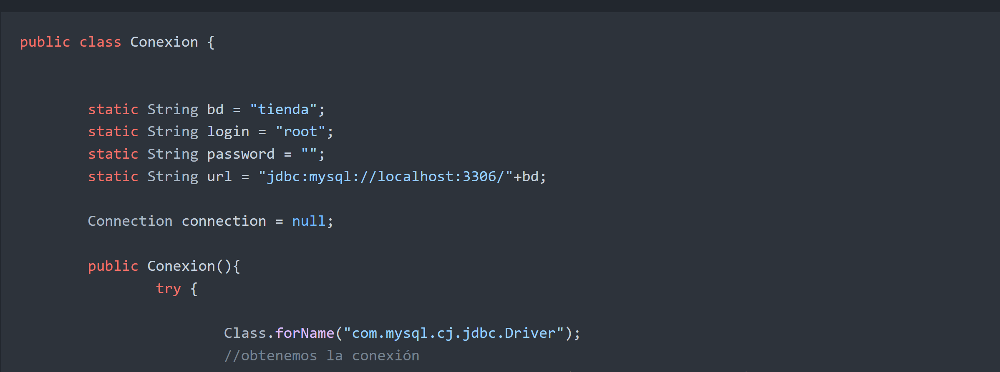 public class Conexion {
static String bd = "tienda";
static String login = "root";
static String password = "";
static String url = "jdbc:mysql://localhost:3306/"+bd;
Connection connection = null;
public Conexion(){
try {
Class.forName("com.mysql.cj.jdbc.Driver");
//obtenemos la conexión